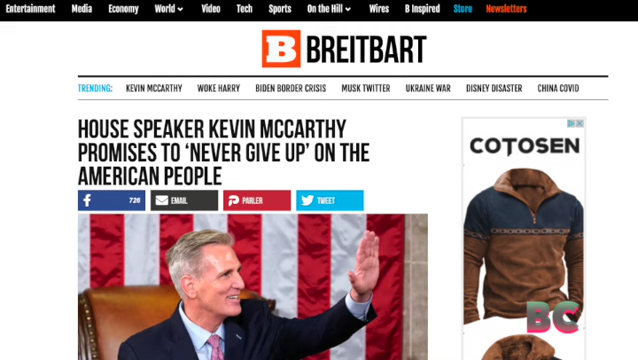 Entertainment Media Economy World Video Tech Sports On the Hill Wires B Inspired Store Newsletters
B BREITBART
TRENDING: KEVIN MCCARTHY WOKE HARRY BIDEN BORDER CRISIS MUSK TWITTER UKRAINE WAR DISNEY DISASTER CHINA COVID
HOUSE SPEAKER KEVIN MCCARTHY
PROMISES TO ‘NEVER GIVE UP’ ON THE
AMERICAN PEOPLE
726 EMAIL PARLER TWEET
COTOSEN
BC